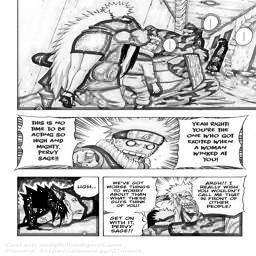 THIS IS NO
TIME TO BE
ACTING SO
HIGH AND
MIGHTY,
PERVY
SAGE!!
YEAH RIGHT!
YOU'RE THE
ONE WHO GOT
EXCITED WHEN
A WOMAN
WINKED AT
YOU!
UGH...
WE'VE GOT
WORSE THINGS
TO WORRY
ABOUT THAN
WHAT THESE
GUYS THINK
OF YOU!
GET ON
WITH IT,
PERVY
SAGE!!
ARGH!! I
REALLY WISH
YOU WOULDN'T
CALL ME THAT
IN FRONT OF
OTHER
PEOPLE!